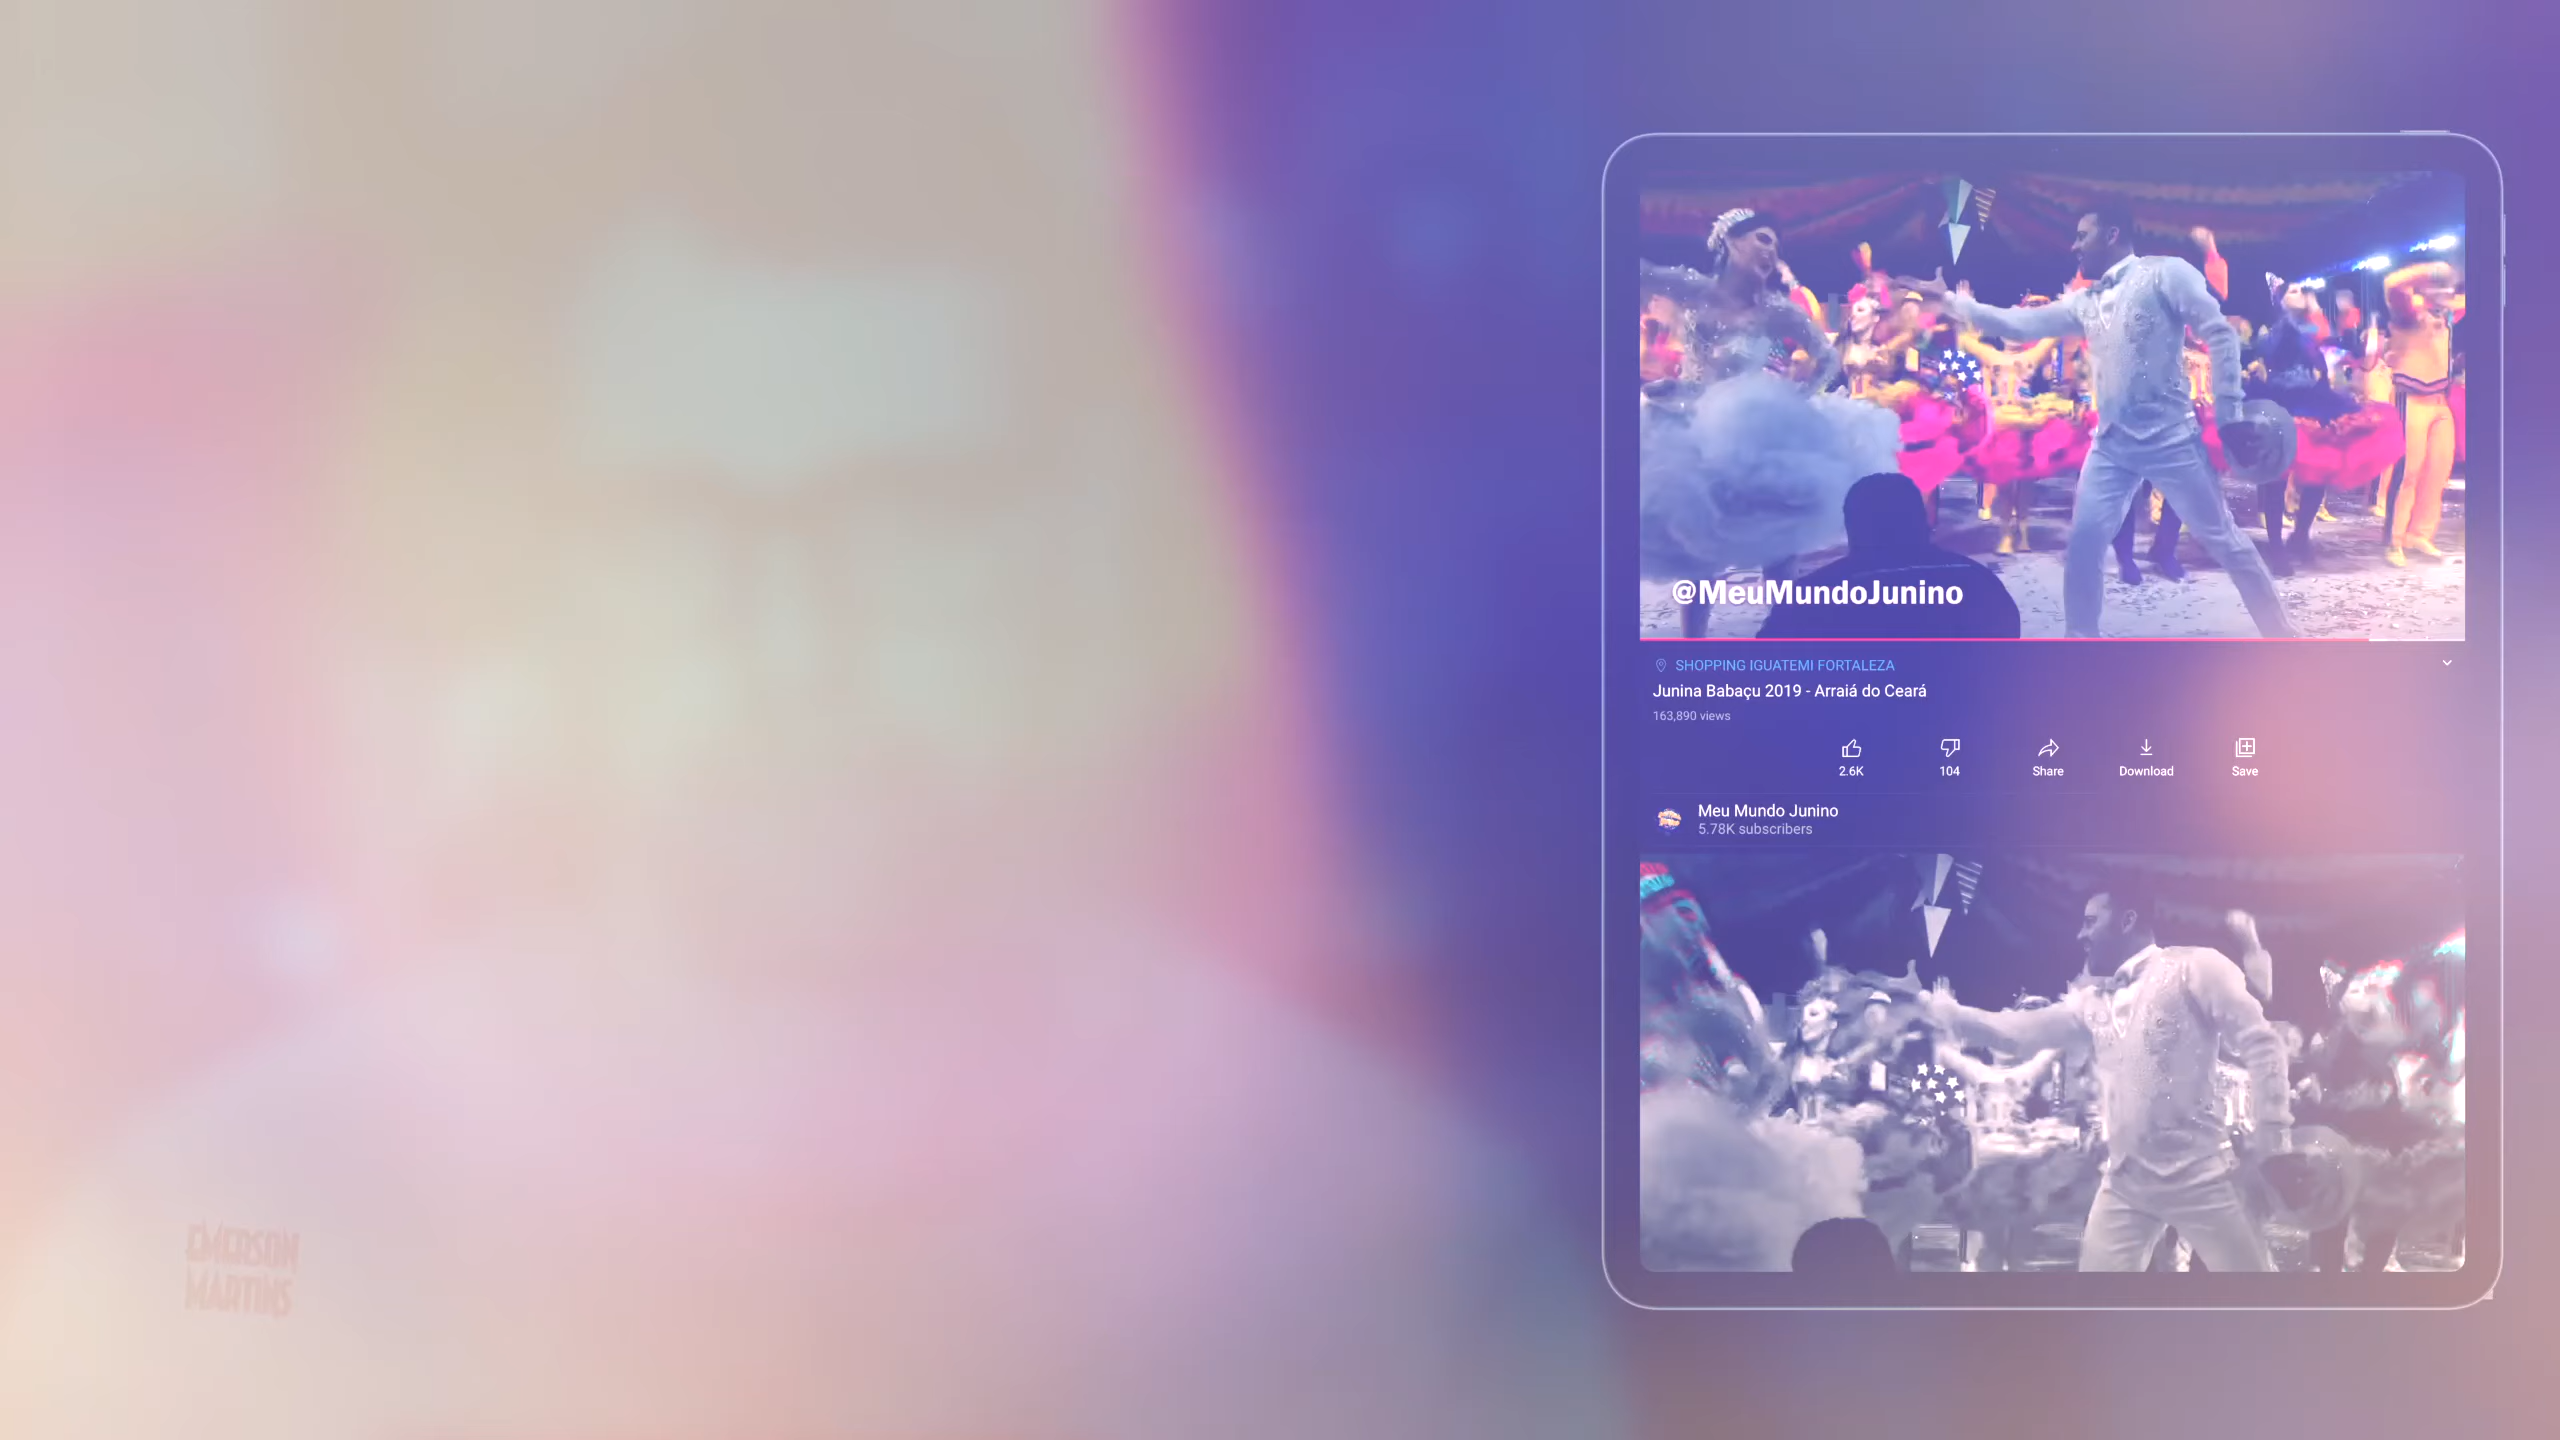 @MeuMundoJunino
SHOPPING IGUATEMI FORTALEZA
Junina Babaçu 2019 - Arraiá do Ceará
163,890 views
2.6K
104
Share
Download
Save
Meu Mundo Junino
5.78K subscribers
EMERSON
MARTINS